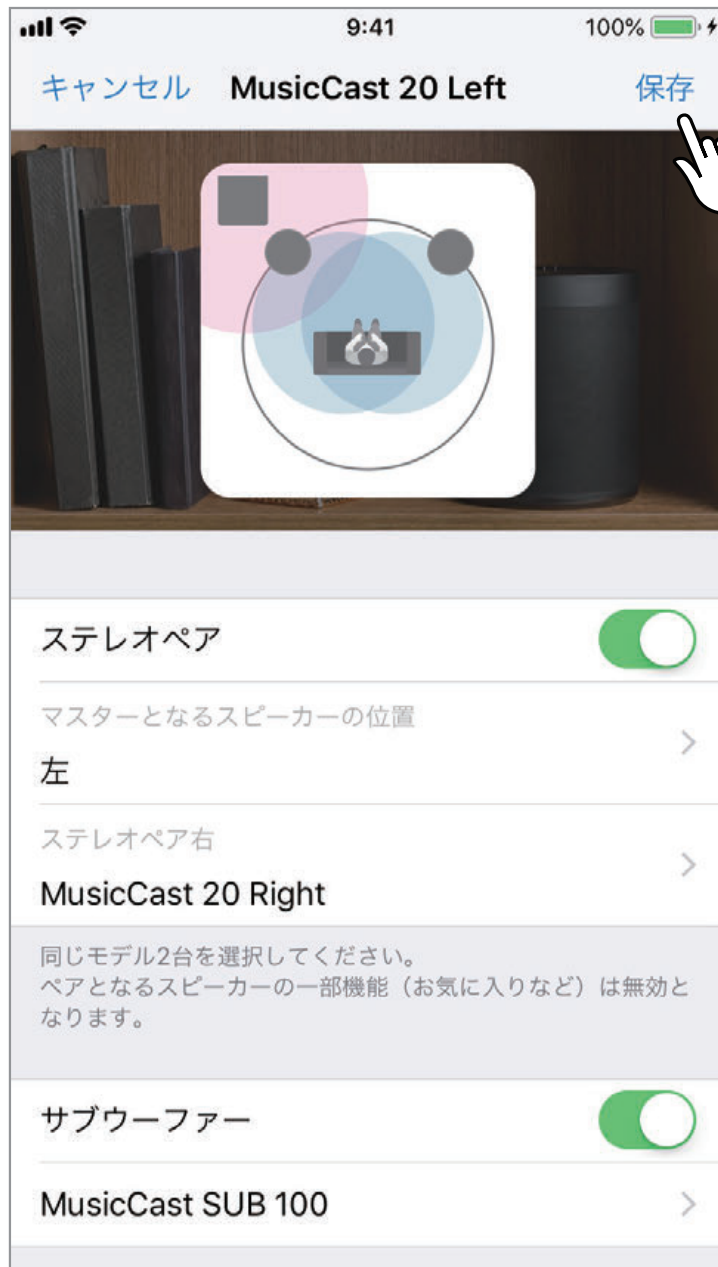 9:41
100%
キャンセル MusicCast 20 Left 保存
ステレオペア
マスターとなるスピーカーの位置
左
ステレオペア右
MusicCast 20 Right
同じモデル2台を選択してください。
ペアとなるスピーカーの一部機能（お気に入りなど）は無効と
なります。
サブウーファー
MusicCast SUB 100